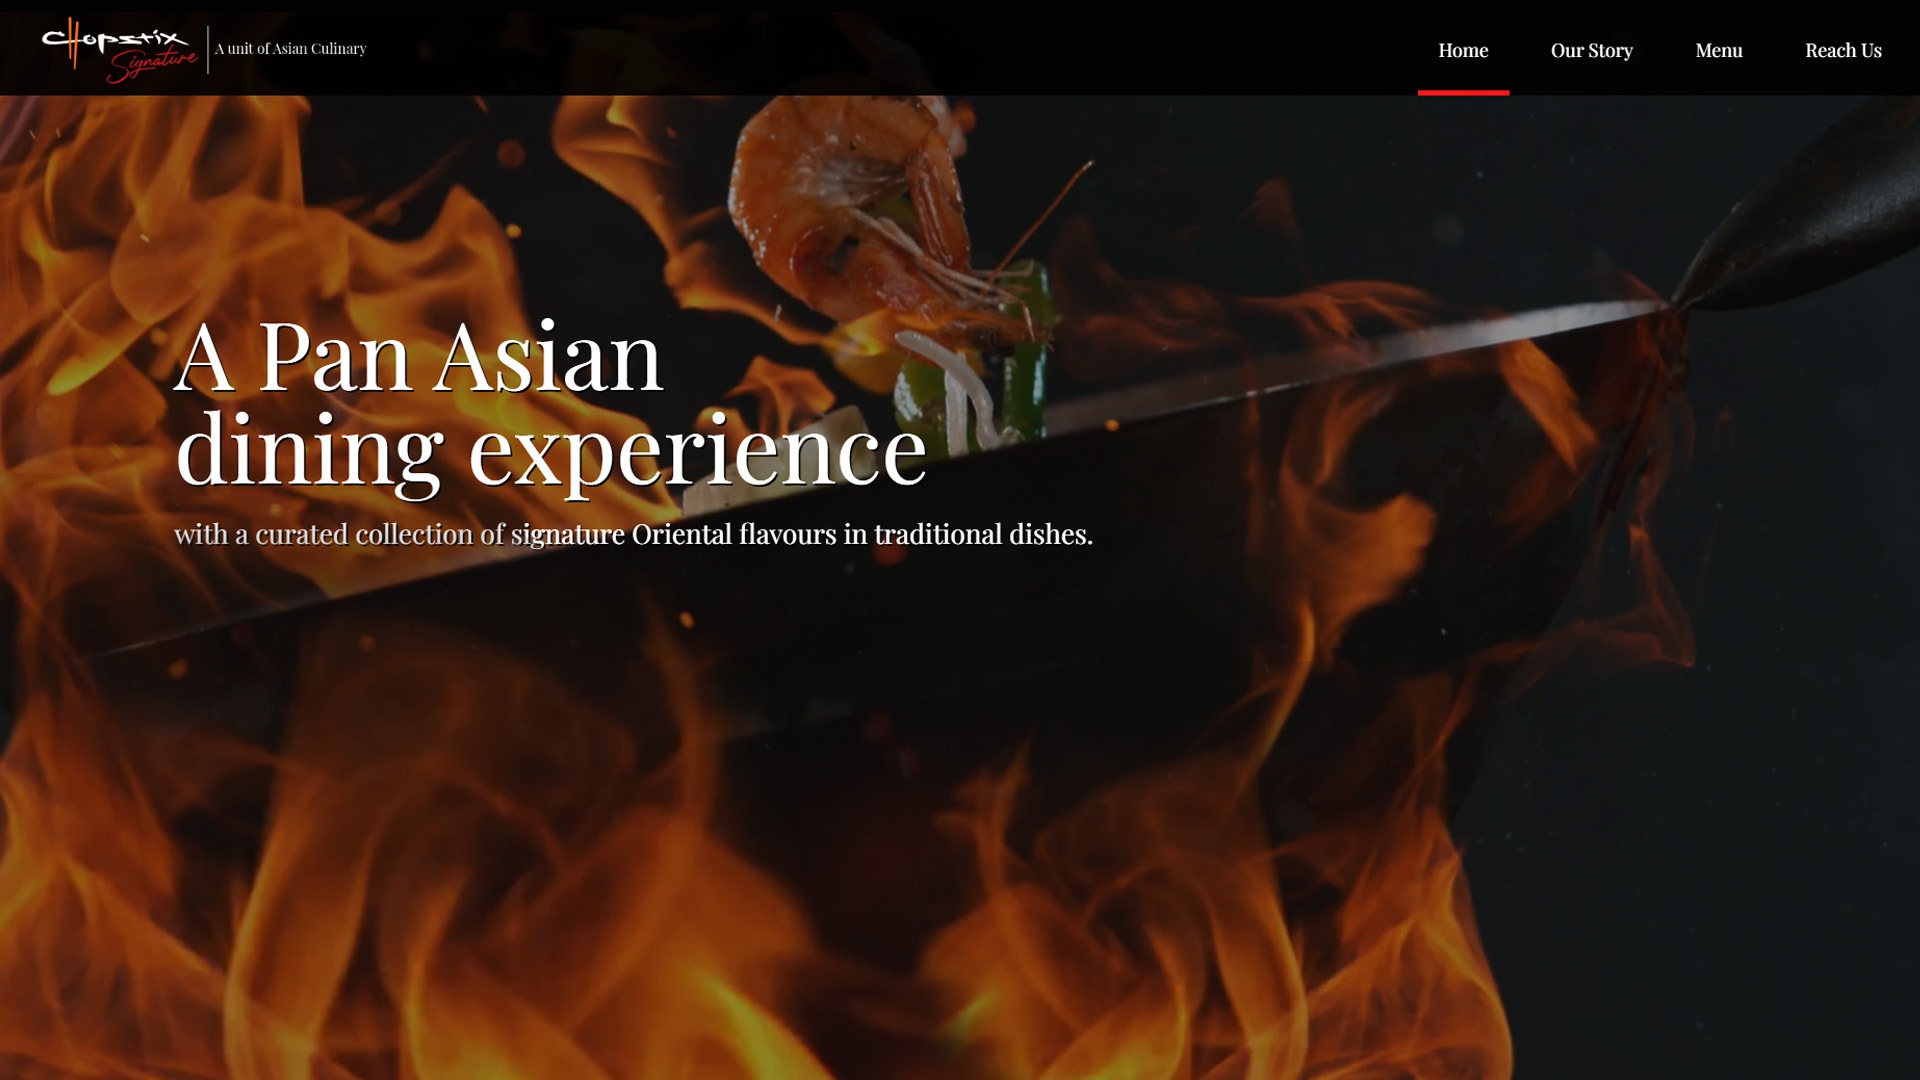 CHopstix
Signature
A unit of Asian Culinary
Home
Our Story
Menu
Reach Us
A Pan Asian
dining experience
with a curated collection of signature Oriental flavours in traditional dishes.